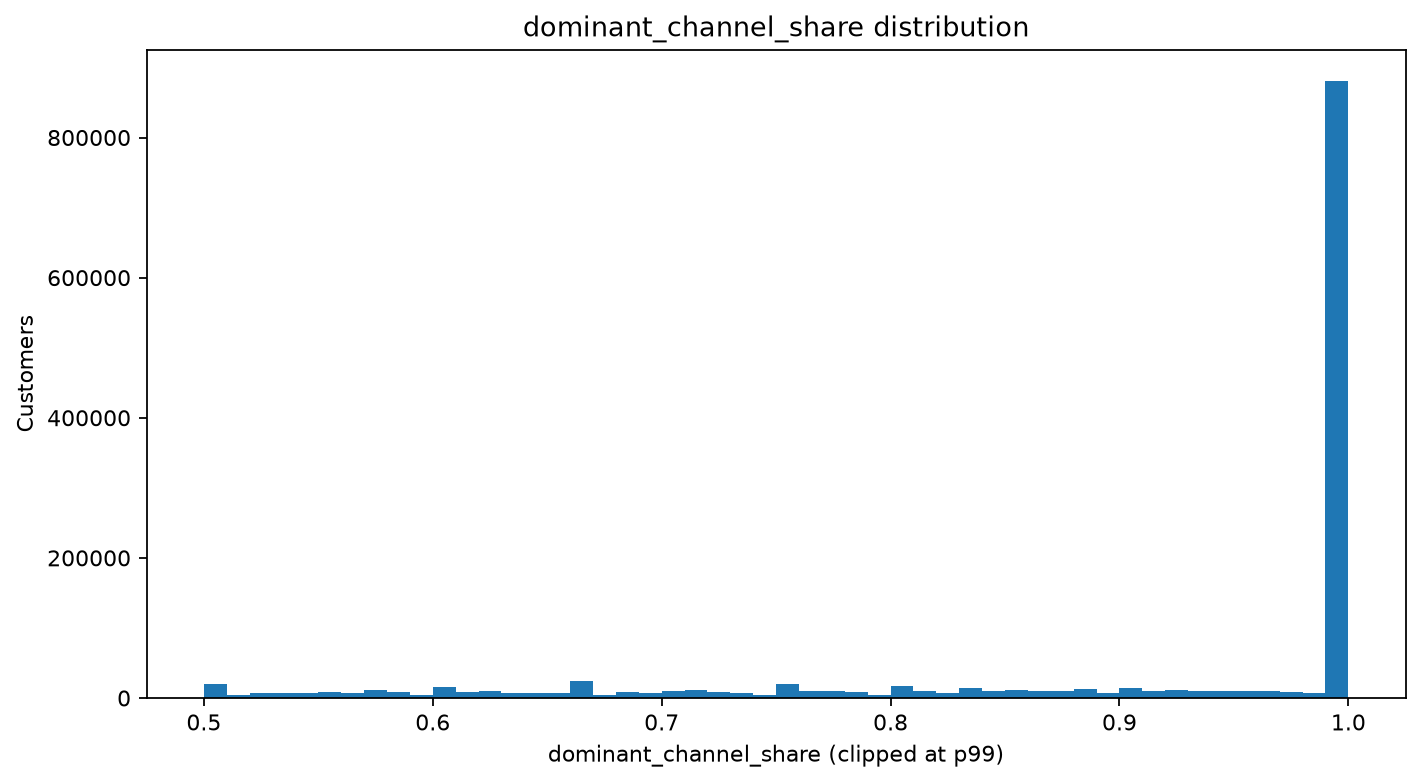 dominant_channel_share distribution
Customers
800000
600000
400000
200000
0
0.5 0.6 0.7 0.8 0.9 1.0
dominant_channel_share (clipped at p99)